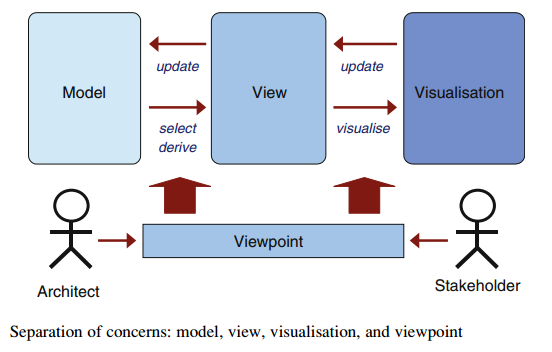 update
update
Model
View
Visualisation
select
derive
visualise
Viewpoint
Architect
Stakeholder
Separation of concerns: model, view, visualisation, and viewpoint